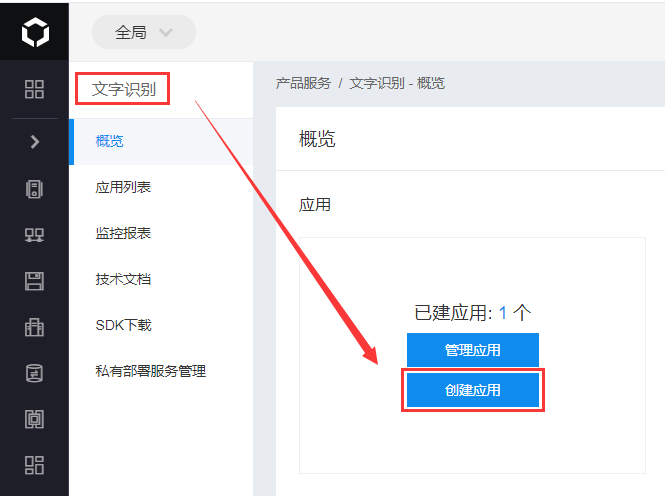 全局
文字识别
产品服务 / 文字识别 - 概览
概览
概览
应用列表
应用
监控报表
技术文档
SDK下载
私有部署服务管理
已建应用: 1 个
管理应用
创建应用